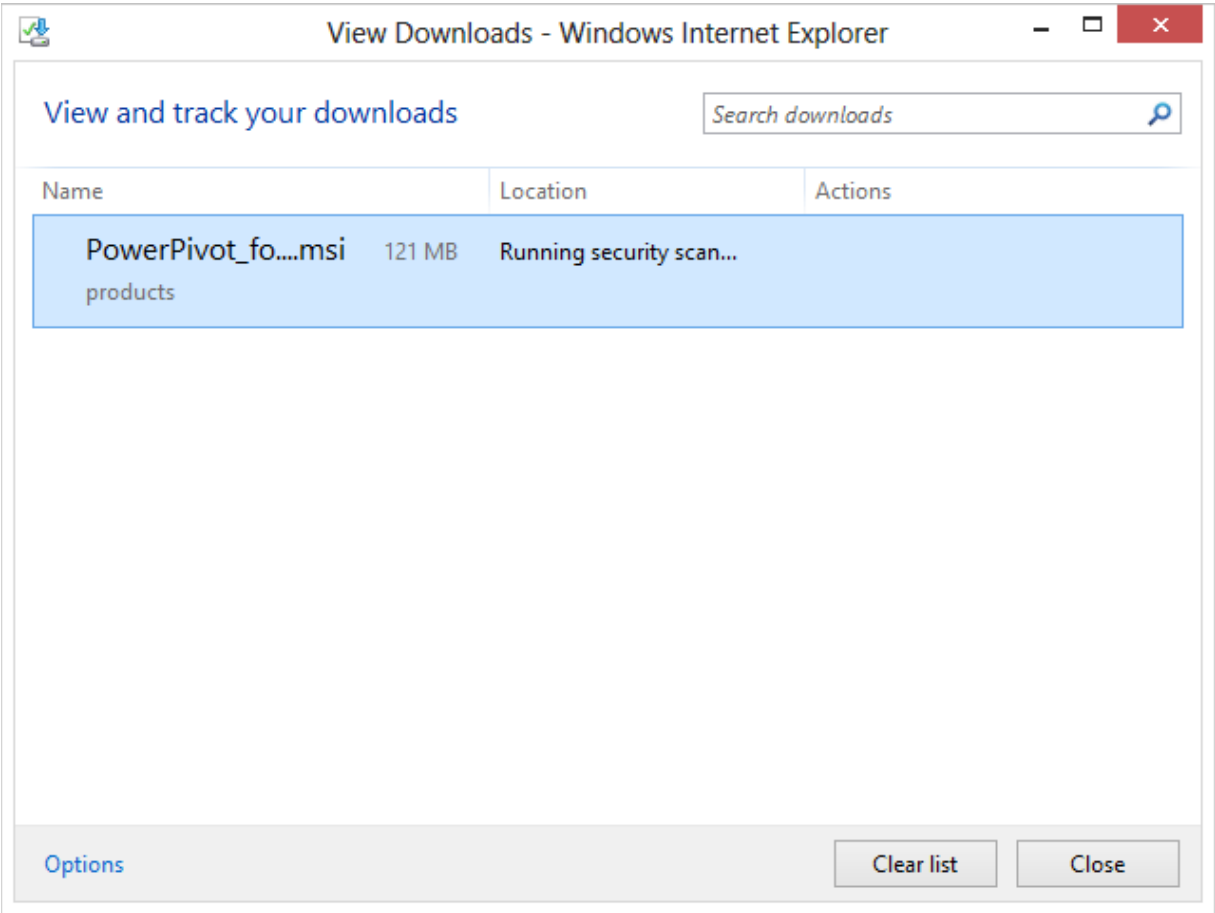 View Downloads - Windows Internet Explorer
View and track your downloads
Search downloads
Name Location Actions
PowerPivot_fo....msi 121 MB Running security scan...
products
Options Clear list Close